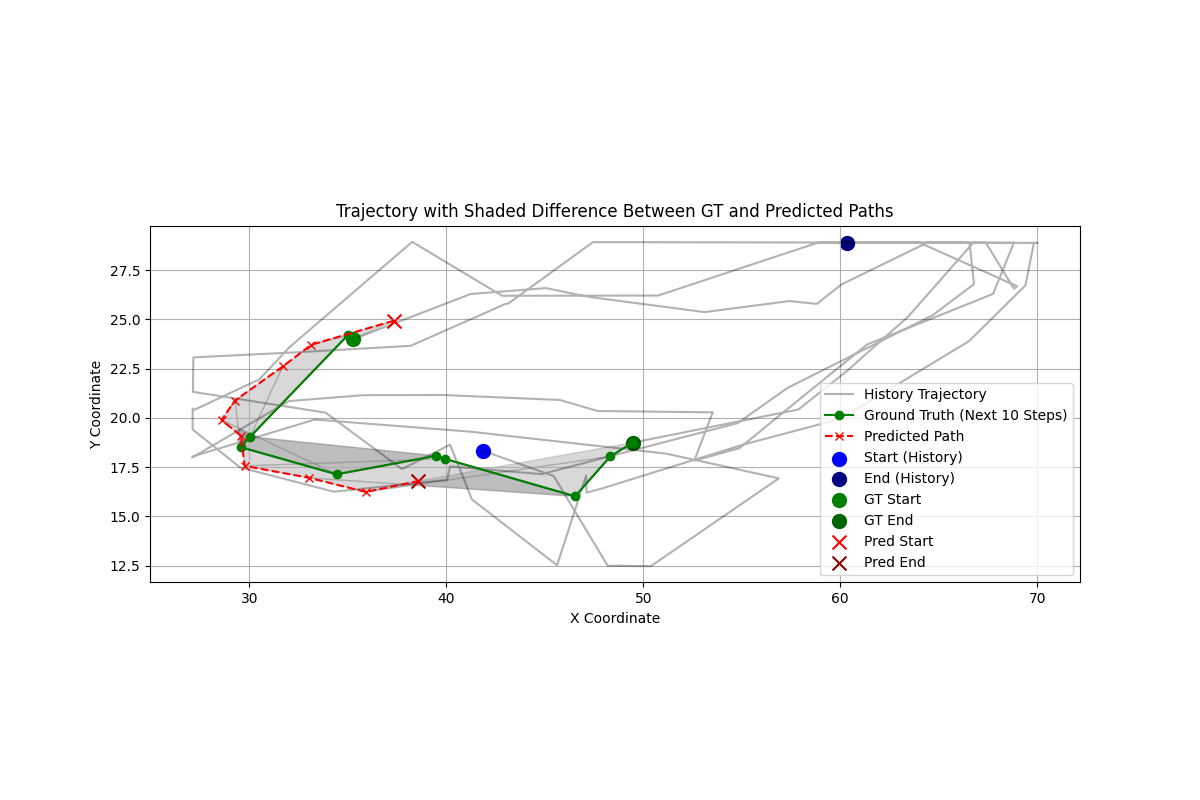 Trajectory with Shaded Difference Between GT and Predicted Paths
Y Coordinate
27.5
25.0
22.5
20.0
17.5
15.0
12.5
30
40
50
60
70
X Coordinate
History Trajectory
Ground Truth (Next 10 Steps)
Predicted Path
Start (History)
End (History)
GT Start
GT End
Pred Start
Pred End